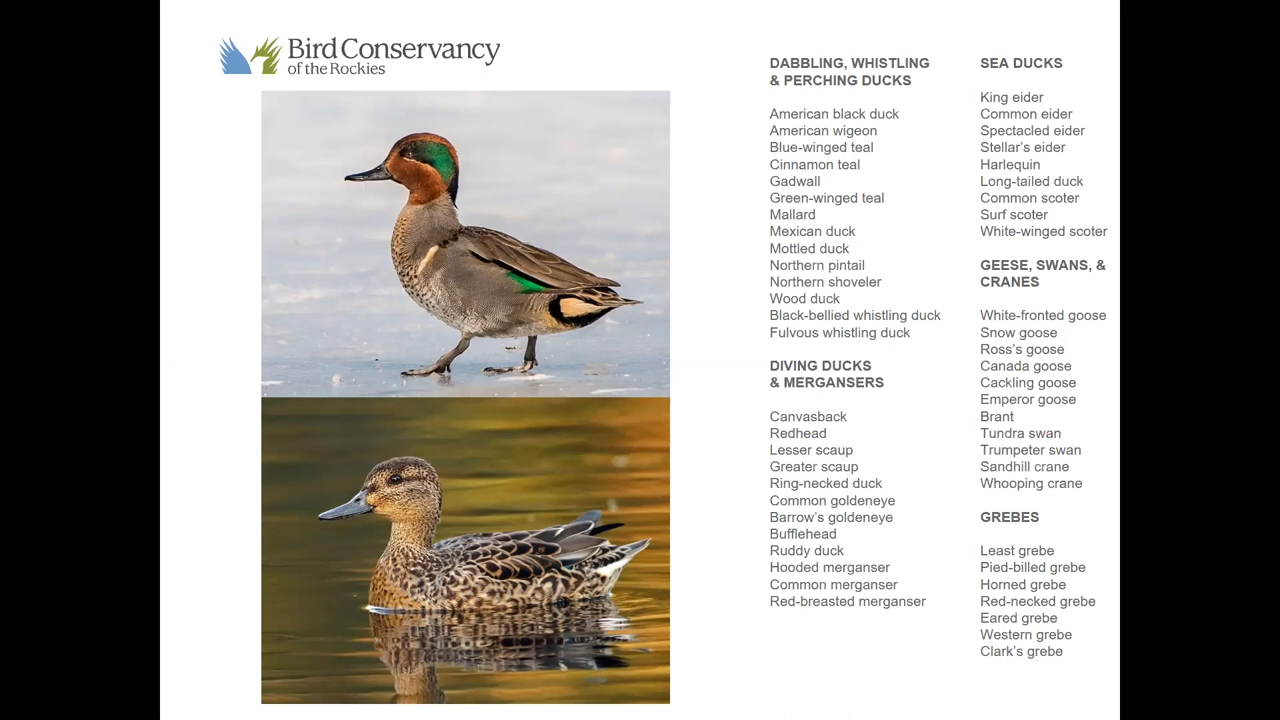 Bird Conservancy
of the Rockies
DABBLING, WHISTLING
& PERCHING DUCKS
American black duck
American wigeon
Blue-winged teal
Cinnamon teal
Gadwall
Green-winged teal
Mallard
Mexican duck
Mottled duck
Northern pintail
Northern shoveler
Wood duck
Black-bellied whistling duck
Fulvous whistling duck
DIVING DUCKS
& MERGANSERS
Canvasback
Redhead
Lesser scaup
Greater scaup
Ring-necked duck
Common goldeneye
Barrow’s goldeneye
Bufflehead
Ruddy duck
Hooded merganser
Common merganser
Red-breasted merganser
SEA DUCKS
King eider
Common eider
Spectacled eider
Stellar’s eider
Harlequin
Long-tailed duck
Common scoter
Surf scoter
White-winged scoter
GEESE, SWANS, &
CRANES
White-fronted goose
Snow goose
Ross’s goose
Canada goose
Cackling goose
Emperor goose
Brant
Tundra swan
Trumpeter swan
Sandhill crane
Whooping crane
GREBES
Least grebe
Pied-billed grebe
Horned grebe
Red-necked grebe
Eared grebe
Western grebe
Clark’s grebe